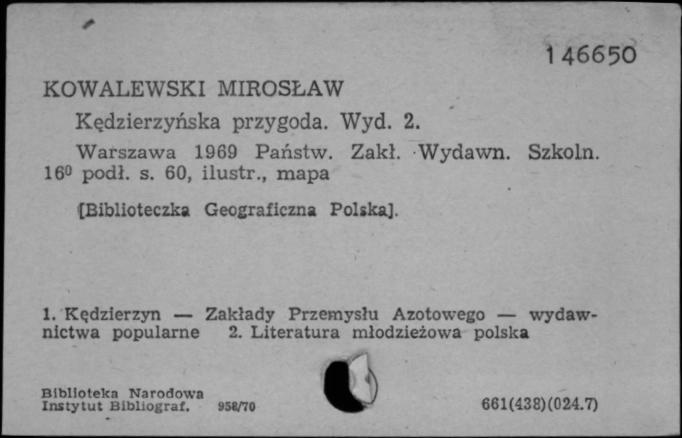 146650
KOWALEWSKI MIROSŁAW
Kędzierzyńska przygoda. Wyd. 2.
Warszawa 1969 Państw. Zakł. Wydawn. Szkoln.
16⁰ podł. s. 60, ilustr., mapa
[Biblioteczka Geograficzna Polska].
1. Kędzierzyn — Zakłady Przemysłu Azotowego — wydaw-
nictwa popularne 2. Literatura młodzieżowa polska
Biblioteka Narodowa
Instytut Bibliograf. 958/70 661(438)(024.7)